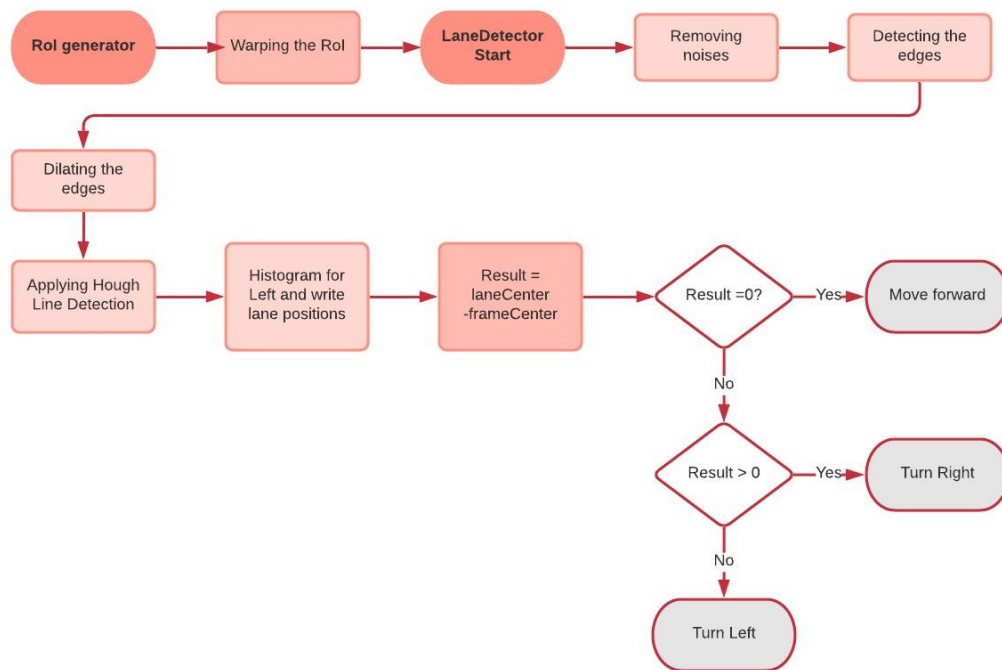 RoI generator
Warping the RoI
LaneDetector
Start
Removing
noises
Detecting the
edges
Dilating the
edges
Applying Hough
Line Detection
Histogram for
Left and write
lane positions
Result =
laneCenter
-frameCenter
Result =0?
Yes
Move forward
No
Result > 0
Yes
Turn Right
No
Turn Left